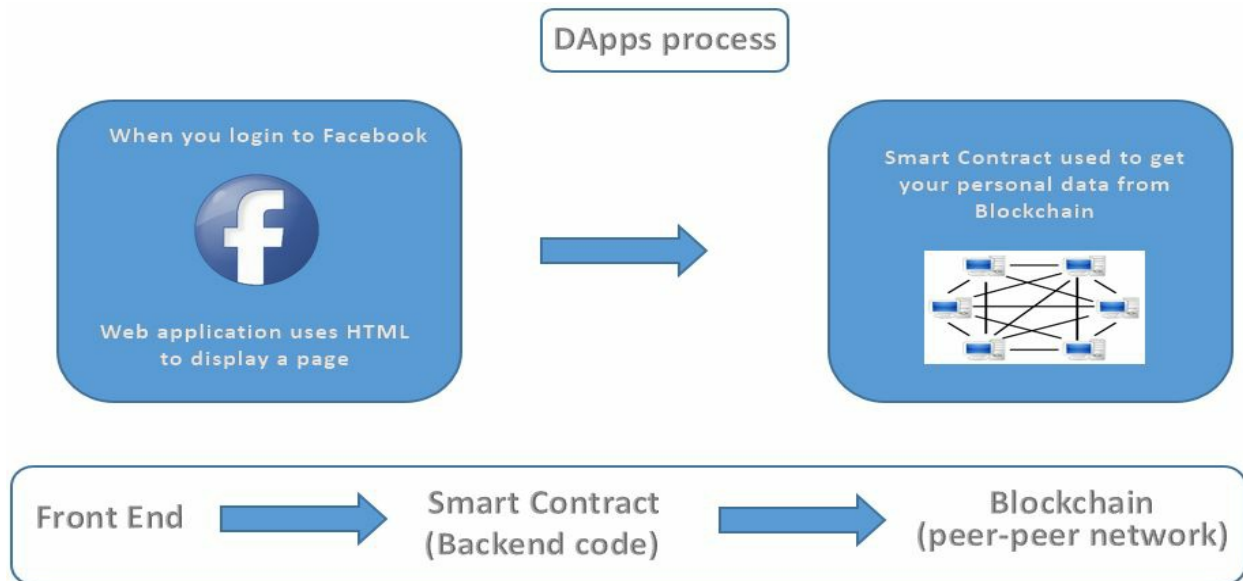 DApps process
When you login to Facebook
f
Web application uses HTML
to display a page
Smart Contract used to get
your personal data from
Blockchain
Front End
Smart Contract
(Backend code)
Blockchain
(peer-peer network)